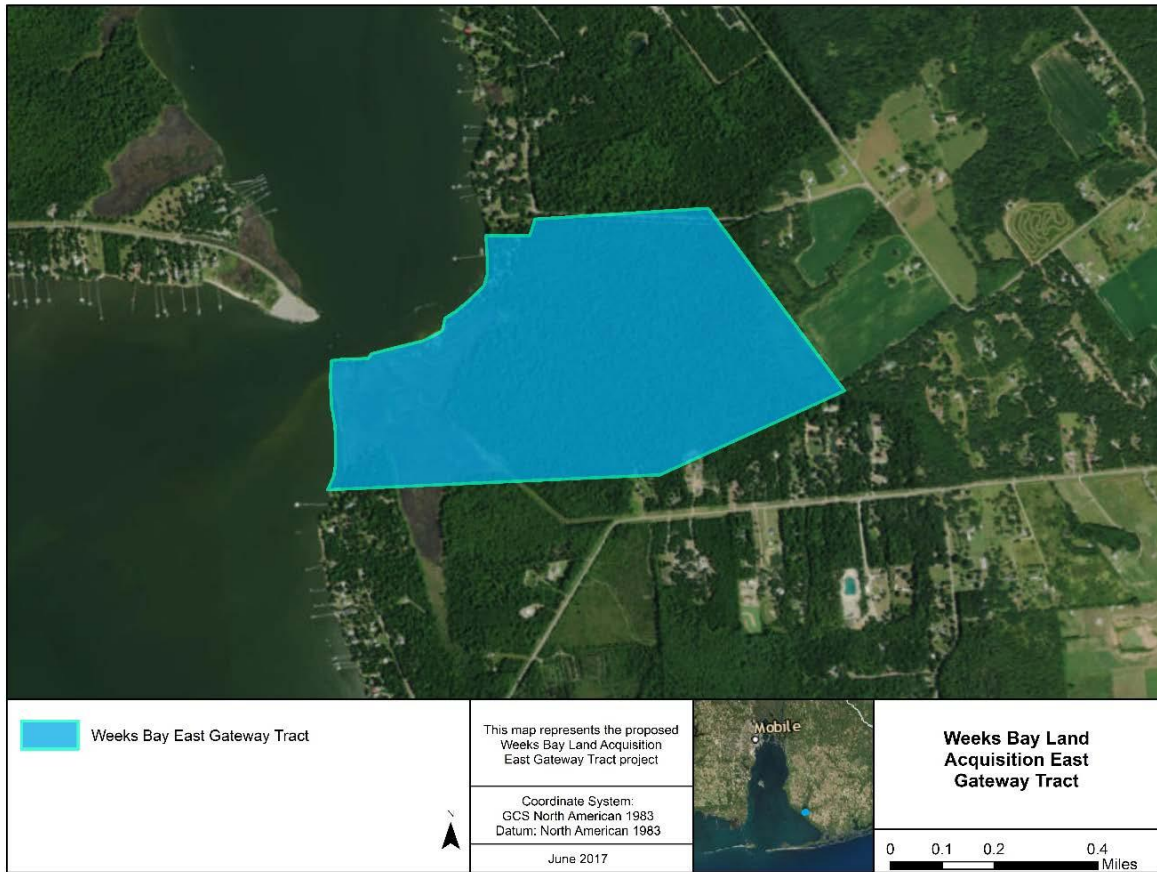 Weeks Bay East Gateway Tract
N
This map represents the proposed
Weeks Bay Land Acquisition
East Gateway Tract project
Coordinate System:
GCS North American 1983
Datum: North American 1983
June 2017
Mobile
Weeks Bay Land
Acquisition East
Gateway Tract
0 0.1 0.2 0.4
Miles